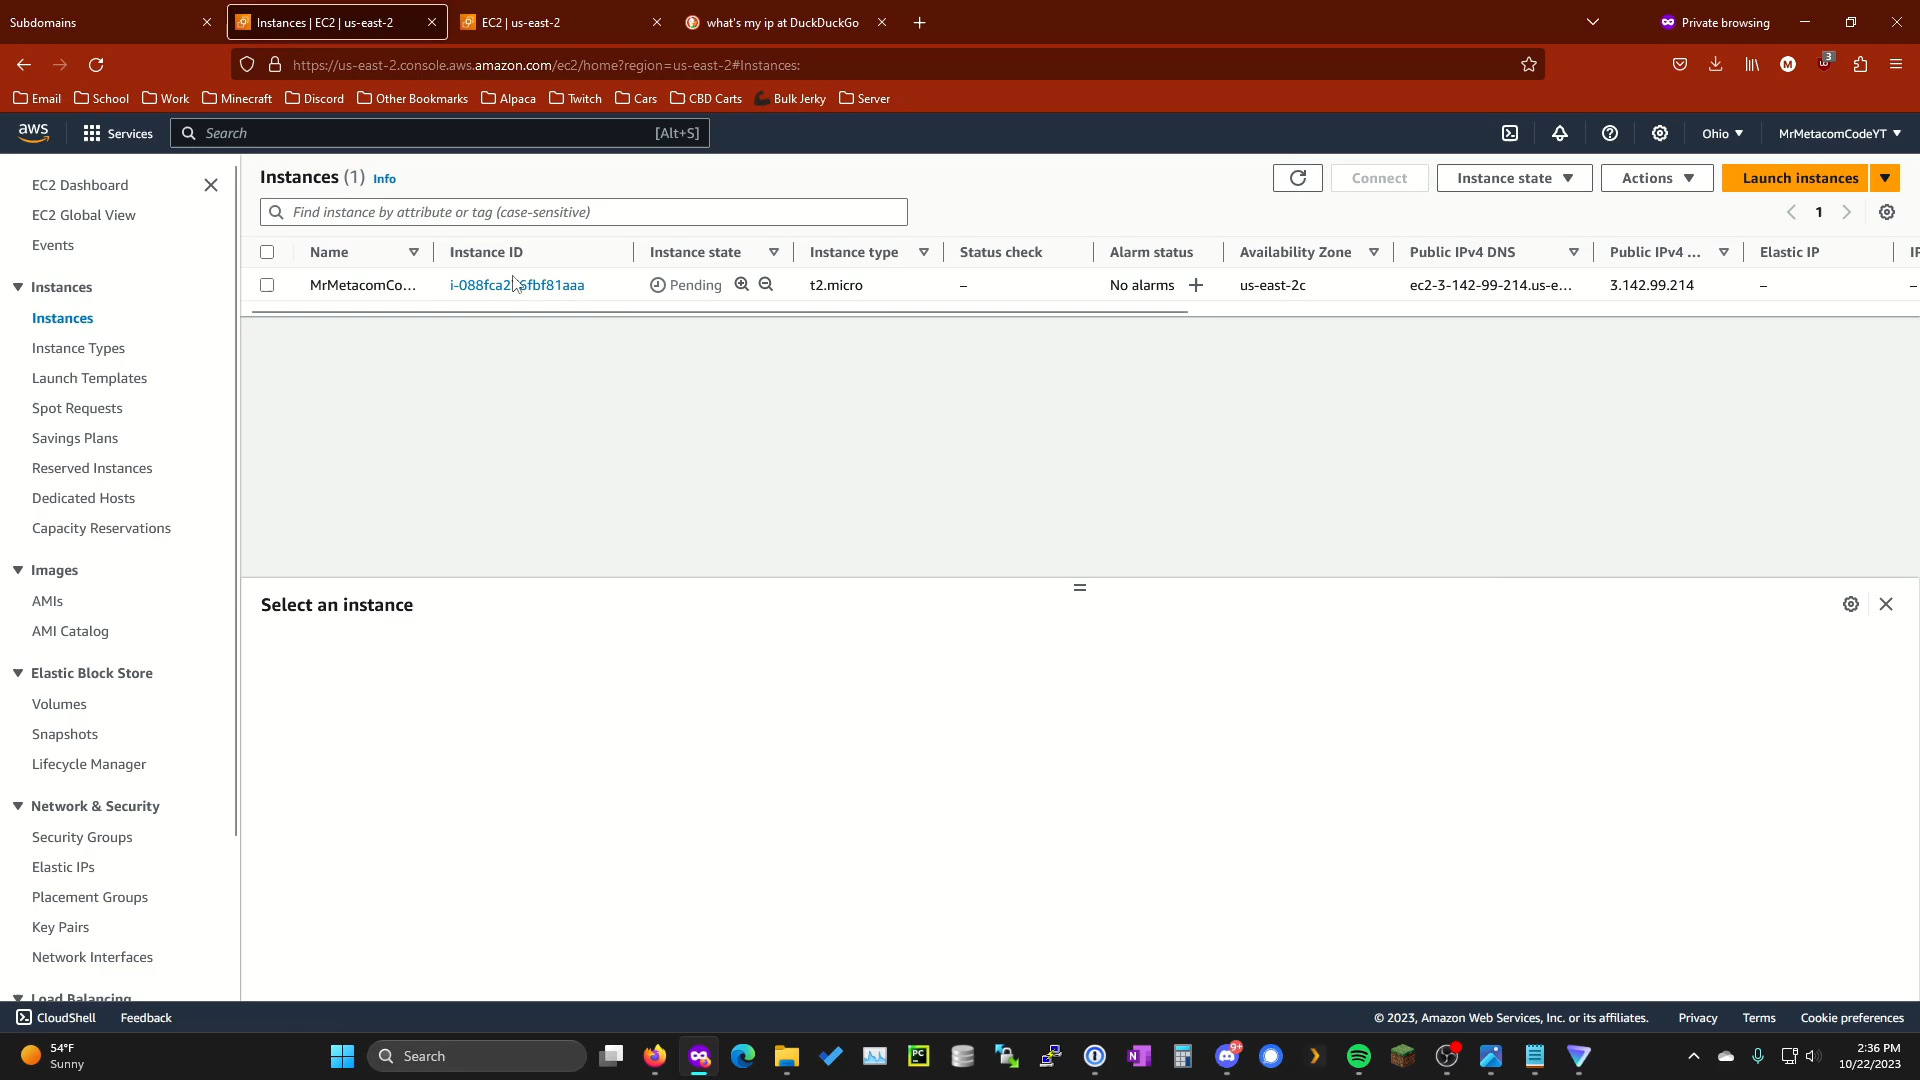 Subdomains
Instances | EC2 | us-east-2
EC2 | us-east-2
what's my ip at DuckDuckGo
Private browsing
https://us-east-2.console.aws.amazon.com/ec2/home?region=us-east-2#Instances:
3
M
Email
School
Work
Minecraft
Discord
Other Bookmarks
Alpaca
Twitch
Cars
CBD Carts
Bulk Jerky
Server
aws
Services
Search
[Alt+S]
Ohio
MrMetacomCodeYT
EC2 Dashboard
EC2 Global View
Events
Instances
Instances
Instance Types
Launch Templates
Spot Requests
Savings Plans
Reserved Instances
Dedicated Hosts
Capacity Reservations
Images
AMIs
AMI Catalog
Elastic Block Store
Volumes
Snapshots
Lifecycle Manager
Network & Security
Security Groups
Elastic IPs
Placement Groups
Key Pairs
Network Interfaces
Load Balancing
Instances (1) Info
Connect
Instance state
Actions
Launch instances
Find instance by attribute or tag (case-sensitive)
1
Name
Instance ID
Instance state
Instance type
Status check
Alarm status
Availability Zone
Public IPv4 DNS
Public IPv4 ...
Elastic IP
MrMetacomCo...
Pending
t2.micro
–
No alarms
us-east-2c
ec2-3-142-99-214.us-e...
3.142.99.214
–
–
Select an instance
CloudShell
Feedback
© 2023, Amazon Web Services, Inc. or its affiliates.
Privacy
Terms
Cookie preferences
54°F
Sunny
Search
PC
N
9+
2:36 PM
10/22/2023